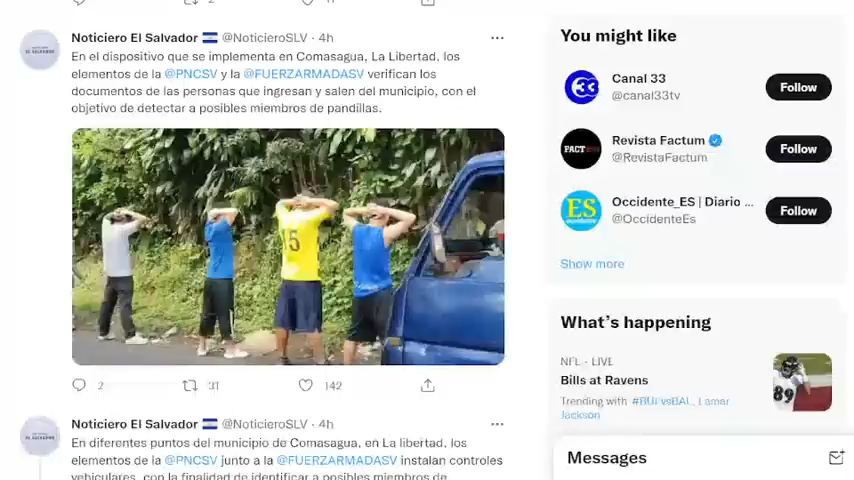 2
Noticiero El Salvador @NoticieroSLV · 4h
En el dispositivo que se implementa en Comasagua, La Libertad, los
elementos de la @PNCSV y la @FUERZARMADASV verifican los
documentos de las personas que ingresan y salen del municipio, con el
objetivo de detectar a posibles miembros de pandillas.
15
2
31
142
Noticiero El Salvador @NoticieroSLV · 4h
En diferentes puntos del municipio de Comasagua, en La libertad, los
elementos de la @PNCSV junto a la @FUERZARMADASV instalan controles
vehiculares, con la finalidad de identificar a posibles miembros de
You might like
Canal 33
@canal33tv
Follow
Revista Factum
@RevistaFactum
Follow
ES
Occidente_ES | Diario ...
@OccidenteEs
Follow
Show more
What's happening
NFL · LIVE
Bills at Ravens
Trending with #BUFvsBAL, Lamar
Jackson
89
Messages